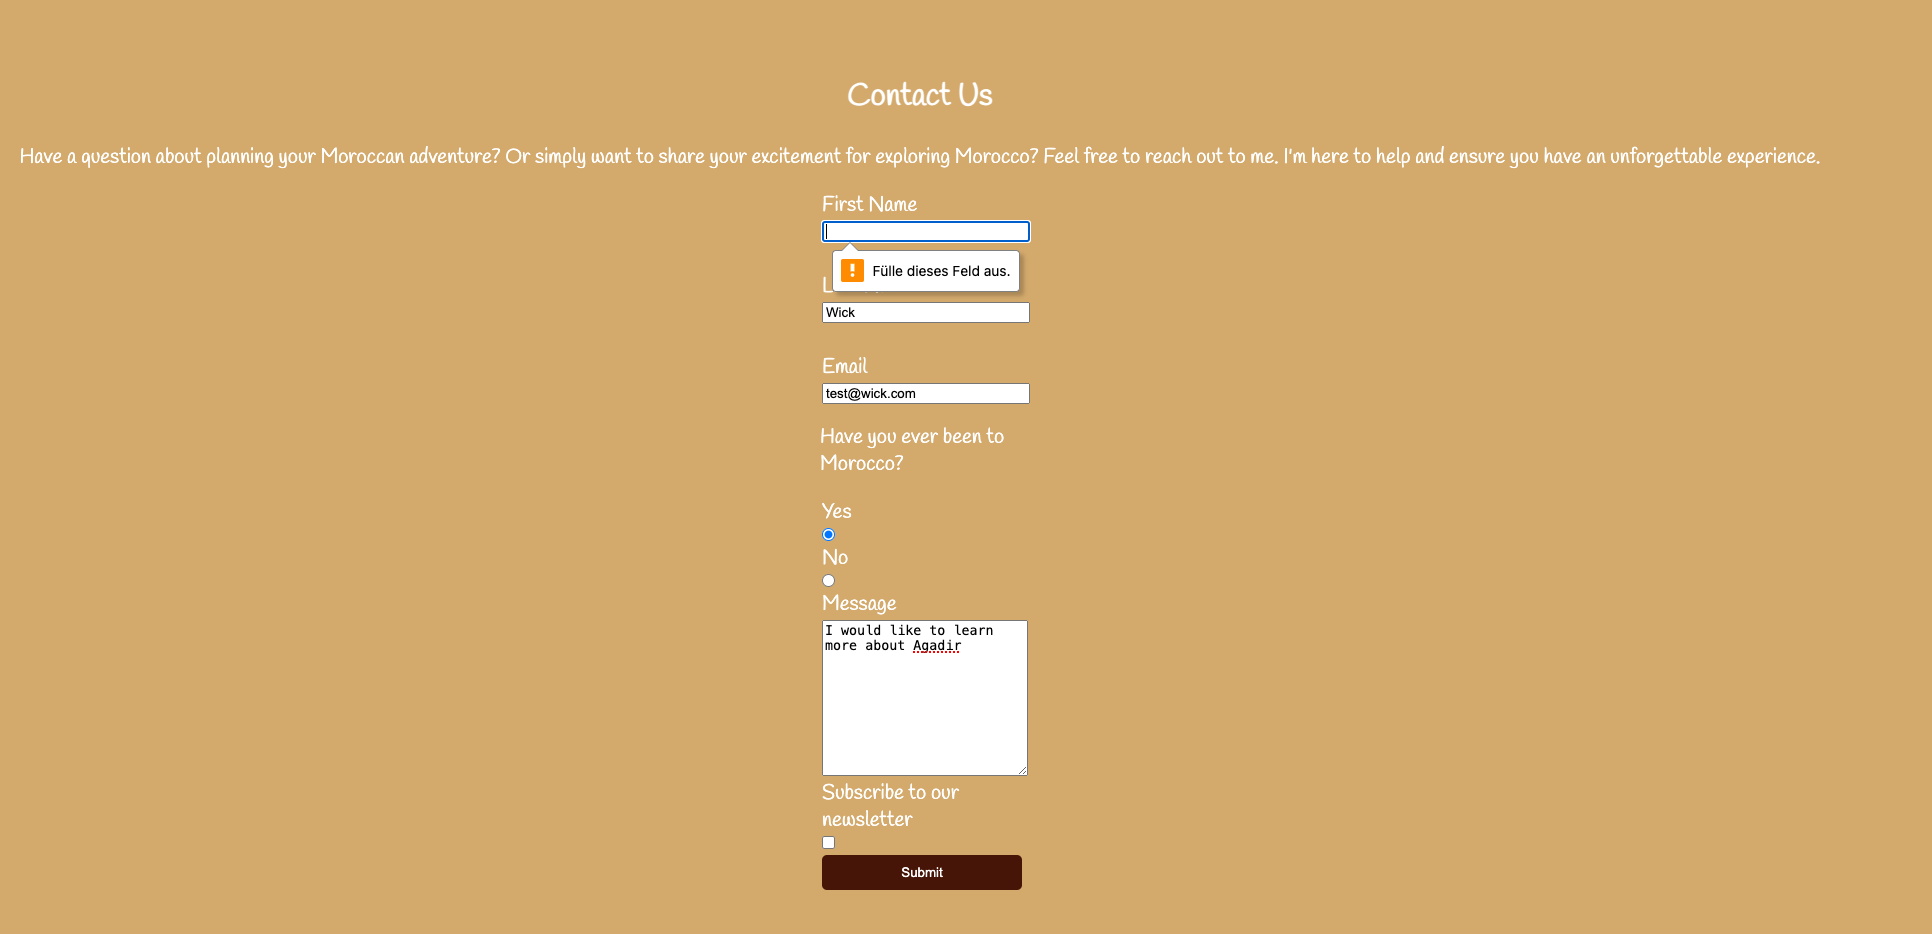 Contact Us
Have a question about planning your Moroccan adventure? Or simply want to share your excitement for exploring Morocco? Feel free to reach out to me. I'm here to help and ensure you have an unforgettable experience.
First Name
Fülle dieses Feld aus.
Wick
Email
test@wick.com
Have you ever been to
Morocco?
Yes
No
Message
I would like to learn
more about Agadir
Subscribe to our
newsletter
Submit